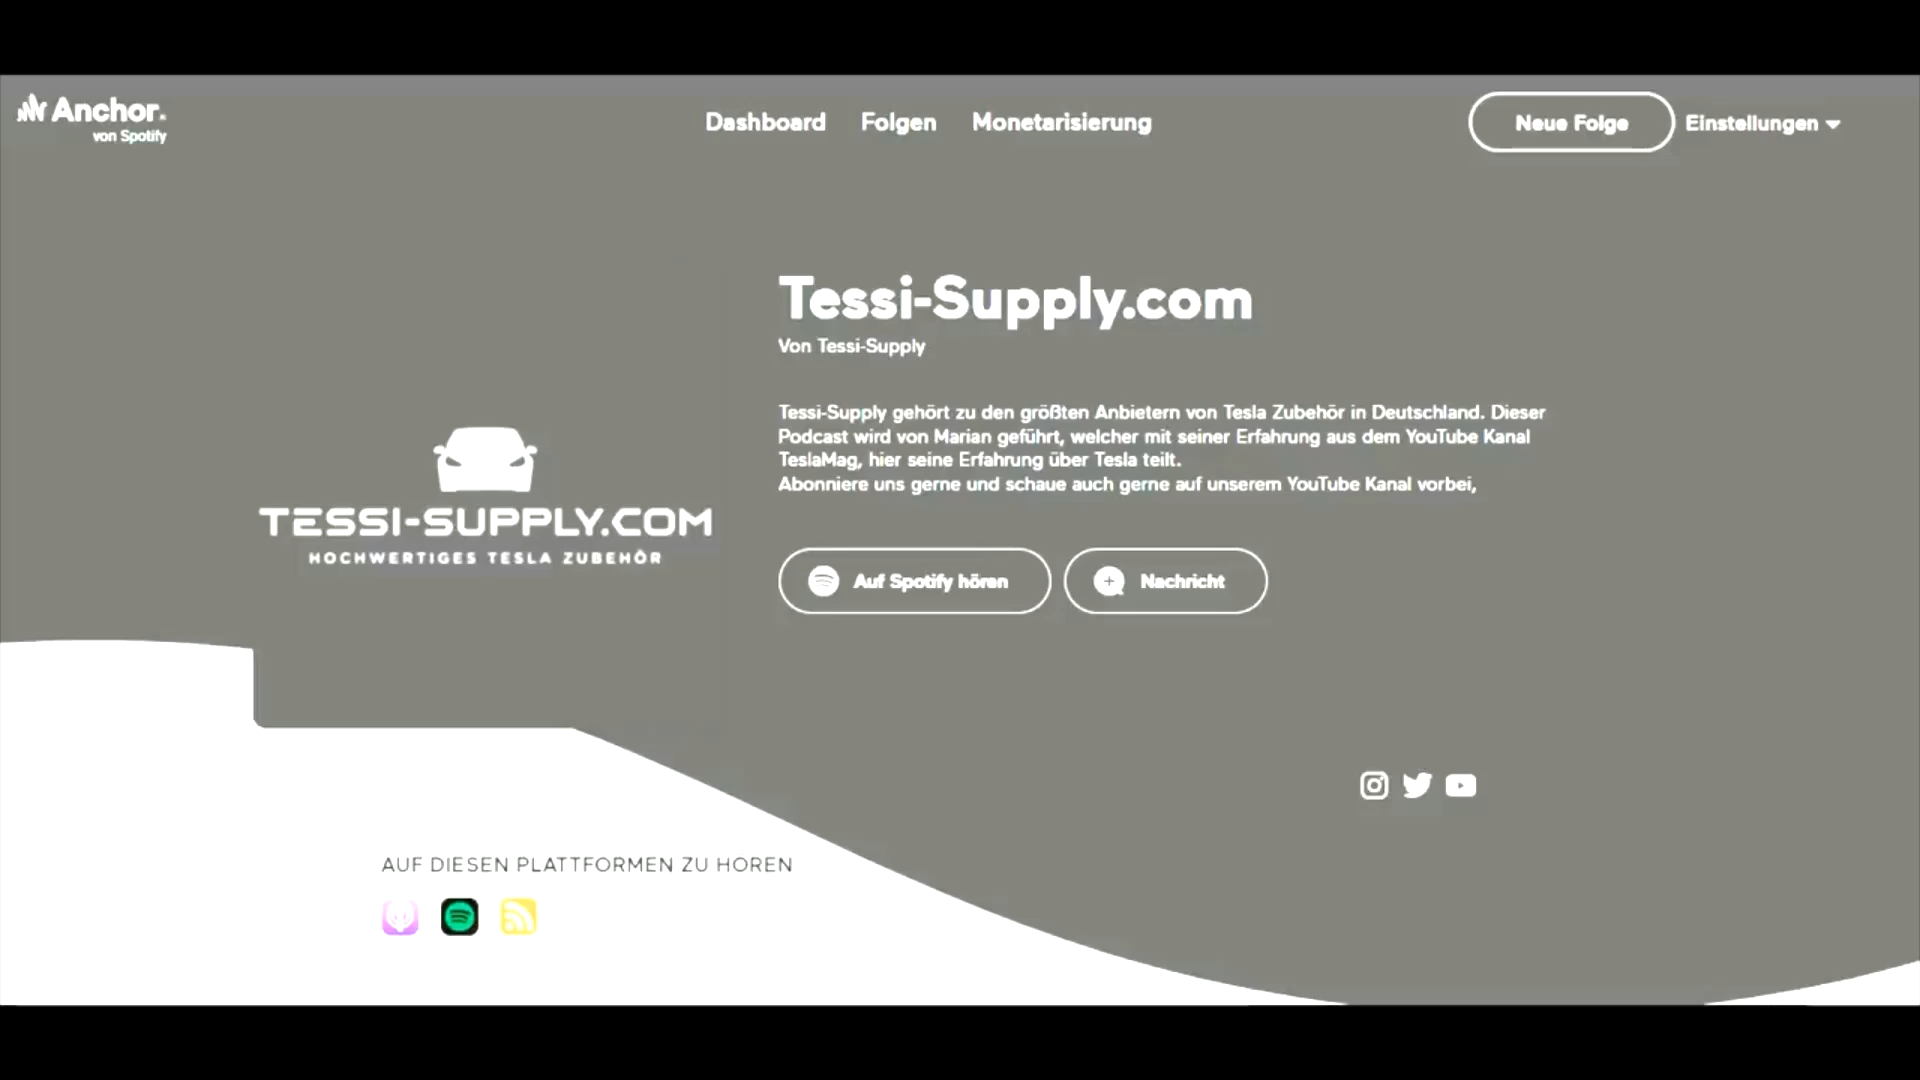 Anchor.
von Spotify
Dashboard Folgen Monetarisierung
Neue Folge Einstellungen
Tessi-Supply.com
Von Tessi-Supply
Tessi-Supply gehört zu den größten Anbietern von Tesla Zubehör in Deutschland. Dieser
Podcast wird von Marian geführt, welcher mit seiner Erfahrung aus dem YouTube Kanal
TeslaMag, hier seine Erfahrung über Tesla teilt.
Abonniere uns gerne und schaue auch gerne auf unserem YouTube Kanal vorbei,
TESSI-SUPPLY.COM
HOCHWERTIGES TESLA ZUBEHÖR
Auf Spotify hören Nachricht
AUF DIESEN PLATTFORMEN ZU HÖREN